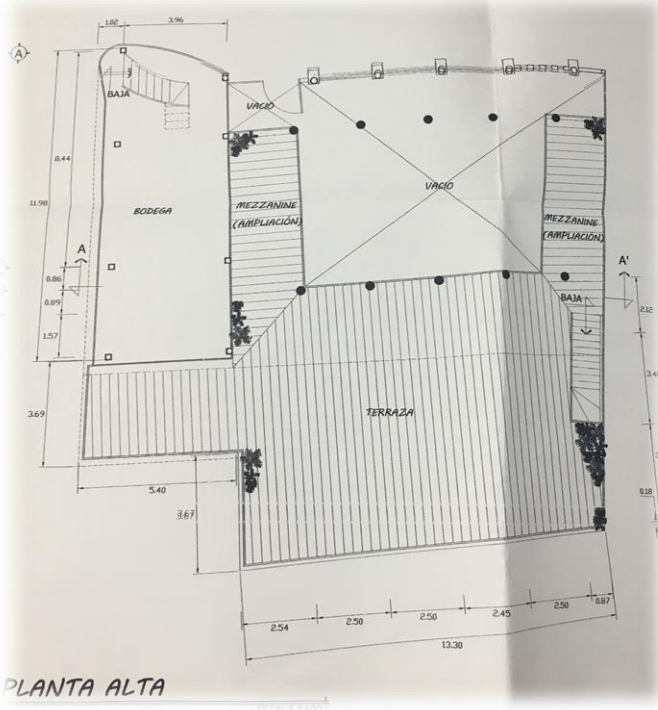 1.02
3.96
A
BAJA
VACIO
8.44
11.98
BODEGA
MEZZANINE
(AMPLIACIÓN)
VACIO
MEZZANINE
(AMPLIACIÓN)
A
A'
0.86
0.89
1.57
BAJA
2.12
3.69
TERRAZA
5.40
3.67
0.18
2.54
2.50
2.50
2.45
2.50
0.87
13.30
PLANTA ALTA